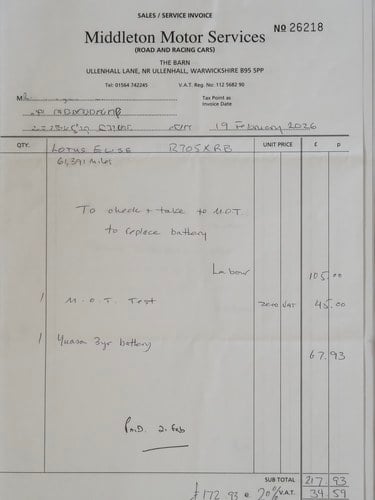 SALES / SERVICE INVOICE
No 26218
Middleton Motor Services
(ROAD AND RACING CARS)
THE BARN
ULLENHALL LANE, NR ULLENHALL, WARWICKSHIRE B95 5PP
Tel: 01564 742245 V.A.T. Reg. No: 112 5682 90
M
Tax Point as
Invoice Date
19 February 2026
QTY. LOTUS ELISE R705XRB UNIT PRICE £ p
61,391 Miles
To check + take to M.O.T.
to replace battery
Labour 105.00
1 M.O.T. Test Zero VAT 45.00
1 Yuasa 3yr battery 67.93
Pd. 21 Feb
SUB TOTAL 217.93
£172.93 @ 20% V.A.T. 34.59